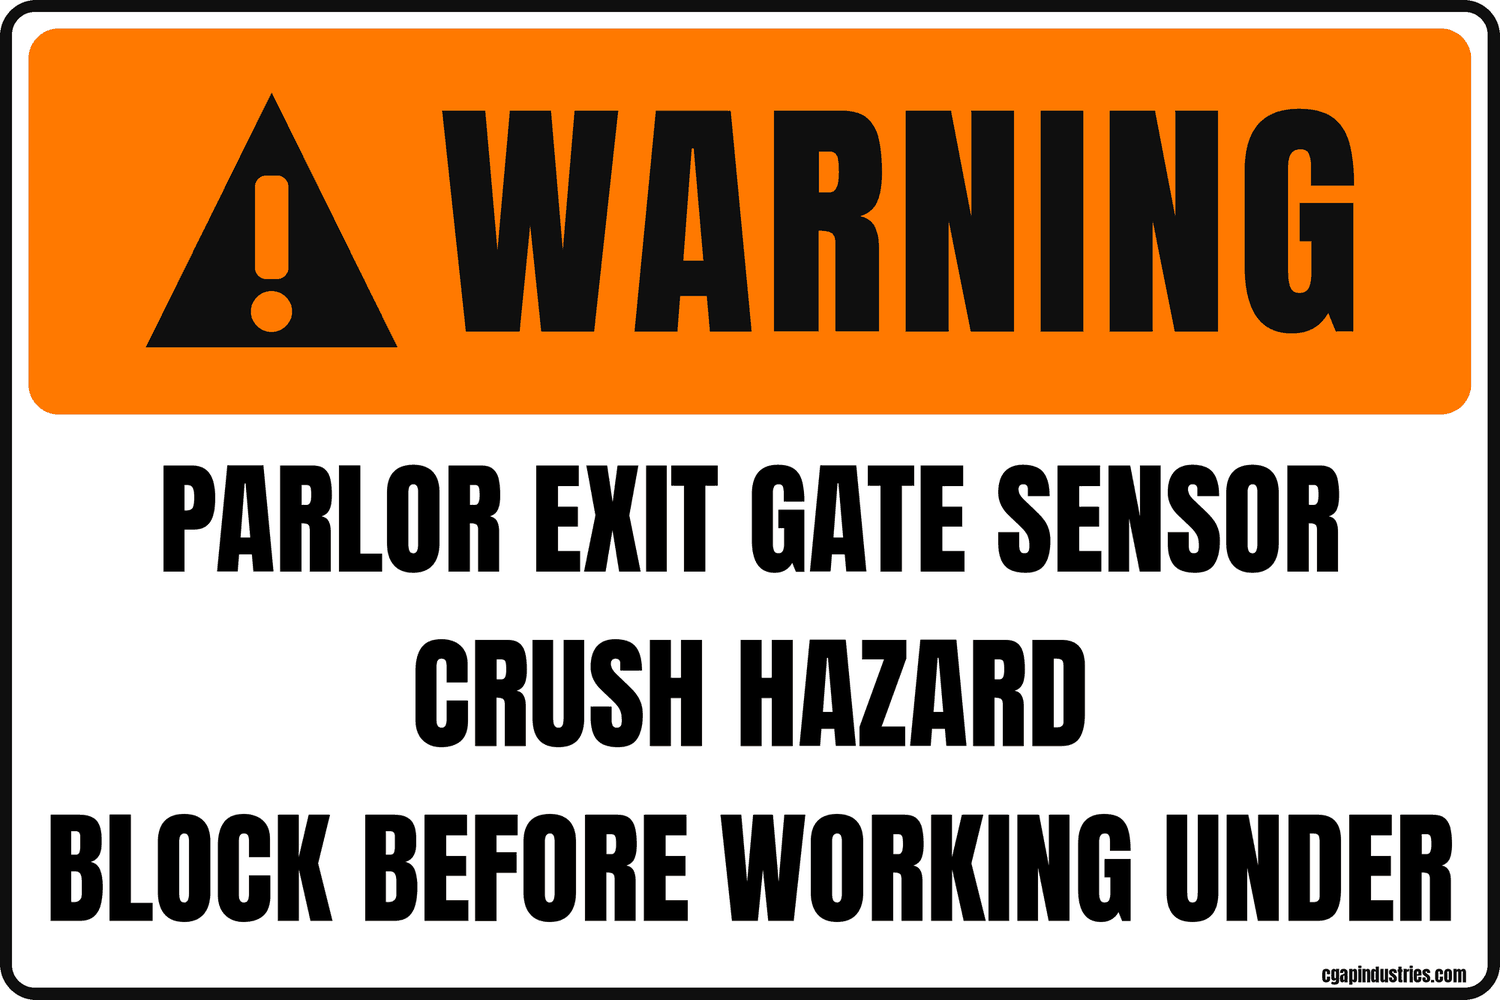 WARNING
PARLOR EXIT GATE SENSOR
CRUSH HAZARD
BLOCK BEFORE WORKING UNDER
cgapindustries.com